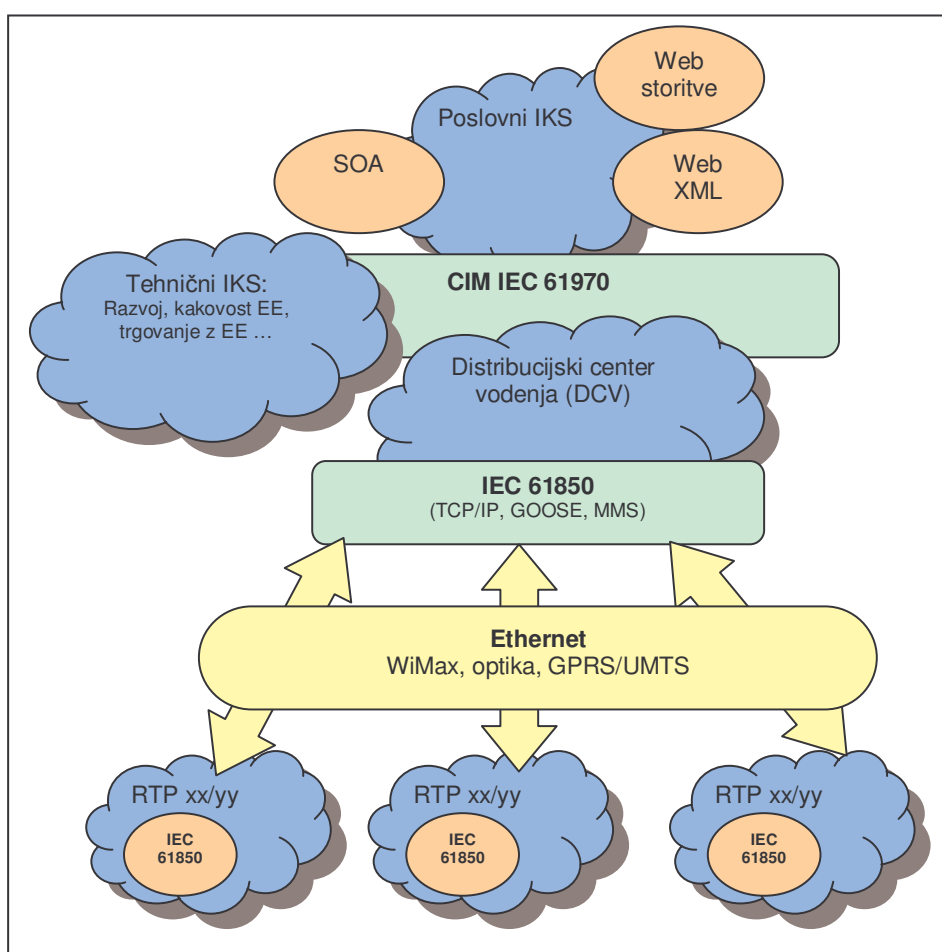 Web
storitve
Poslovni IKS
SOA
Web
XML
Tehnični IKS:
Razvoj, kakovost EE,
trgovanje z EE …
CIM IEC 61970
Distribucijski center
vodenja (DCV)
IEC 61850
(TCP/IP, GOOSE, MMS)
Ethernet
WiMax, optika, GPRS/UMTS
RTP xx/yy
IEC
61850
RTP xx/yy
IEC
61850
RTP xx/yy
IEC
61850